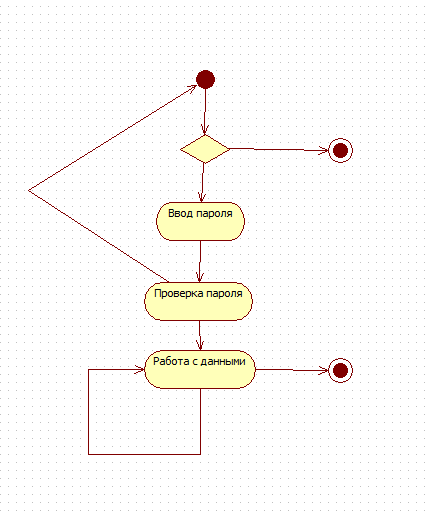 Ввод пароля
Проверка пароля
Работа с данными